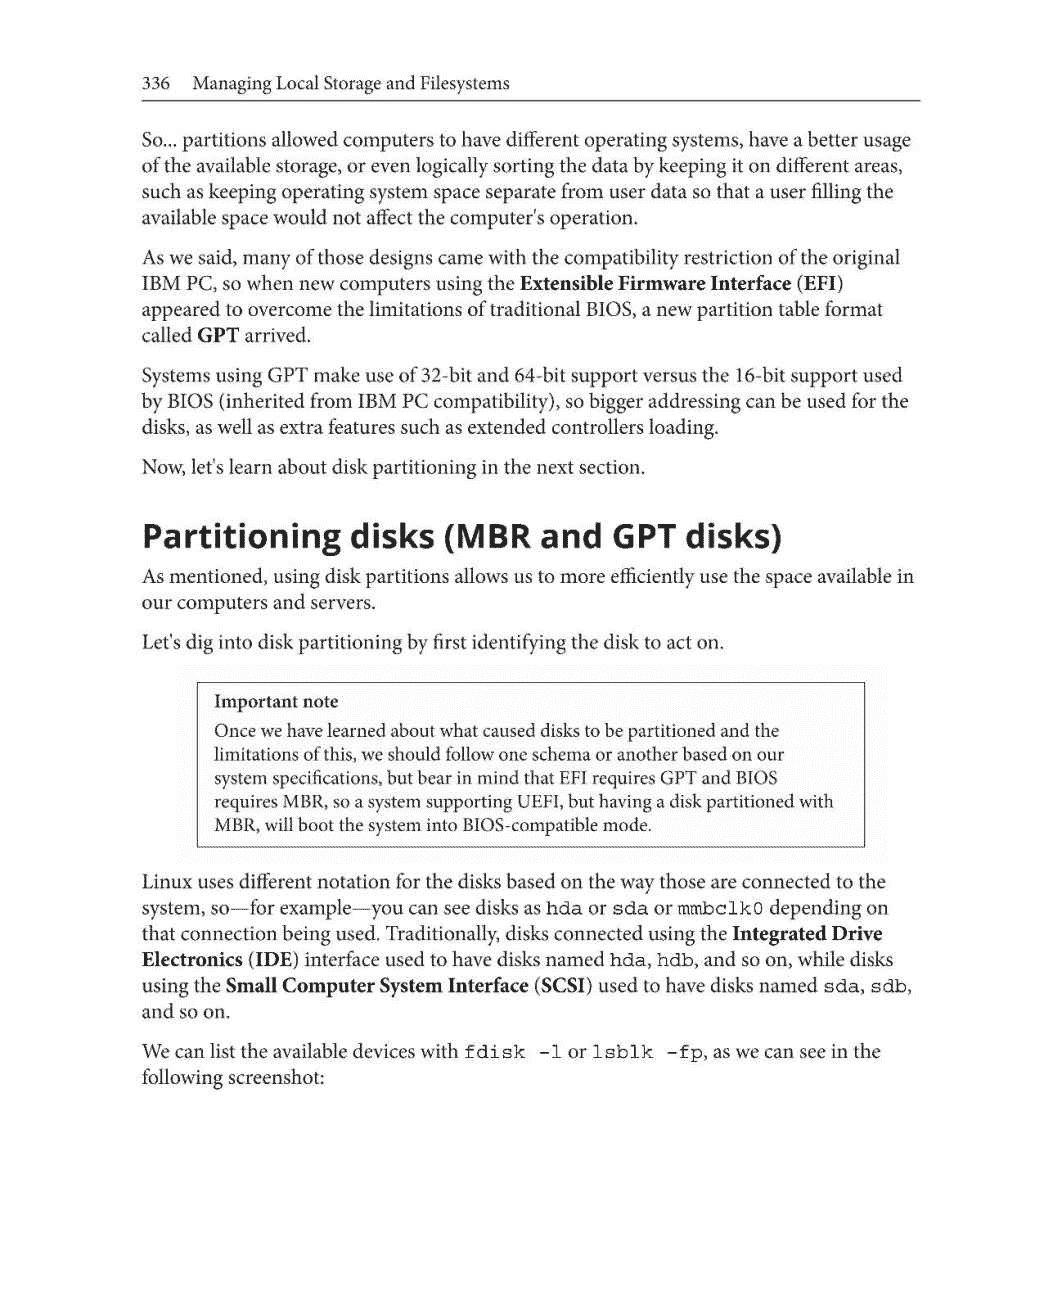 336 Managing Local Storage and Filesystems
So... partitions allowed computers to have different operating systems, have a better usage
of the available storage, or even logically sorting the data by keeping it on different areas,
such as keeping operating system space separate from user data so that a user filling the
available space would not affect the computer's operation.
As we said, many of those designs came with the compatibility restriction of the original
IBM PC, so when new computers using the Extensible Firmware Interface (EFI)
appeared to overcome the limitations of traditional BIOS, a new partition table format
called GPT arrived.
Systems using GPT make use of 32-bit and 64-bit support versus the 16-bit support used
by BIOS (inherited from IBM PC compatibility), so bigger addressing can be used for the
disks, as well as extra features such as extended controllers loading.
Now, let's learn about disk partitioning in the next section.
Partitioning disks (MBR and GPT disks)
As mentioned, using disk partitions allows us to more efficiently use the space available in
our computers and servers.
Let's dig into disk partitioning by first identifying the disk to act on.
Important note
Once we have learned about what caused disks to be partitioned and the
limitations of this, we should follow one schema or another based on our
system specifications, but bear in mind that EFI requires GPT and BIOS
requires MBR, so a system supporting UEFI, but having a disk partitioned with
MBR, will boot the system into BIOS-compatible mode.
Linux uses different notation for the disks based on the way those are connected to the
system, so—for example—you can see disks as hda or sda or mmbclk0 depending on
that connection being used. Traditionally, disks connected using the Integrated Drive
Electronics (IDE) interface used to have disks named hda, hdb, and so on, while disks
using the Small Computer System Interface (SCSI) used to have disks named sda, sdb,
and so on.
We can list the available devices with fdisk -l or lsblk -fp, as we can see in the
following screenshot: